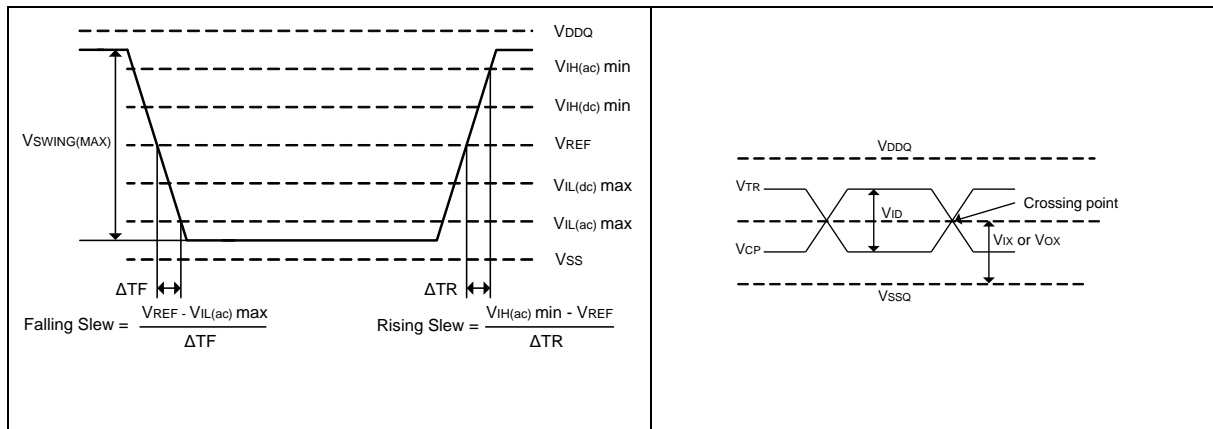 VDDQ
VIH(ac) min
VIH(dc) min
VSWING(MAX)
VREF
VIL(dc) max
VIL(ac) max
VSS
ΔTF
ΔTR
Falling Slew = VREF - VIL(ac) max
ΔTF
Rising Slew = VIH(ac) min - VREF
ΔTR
VDDQ
VTR
VID
Crossing point
VIX or VOX
VCP
VSSQ